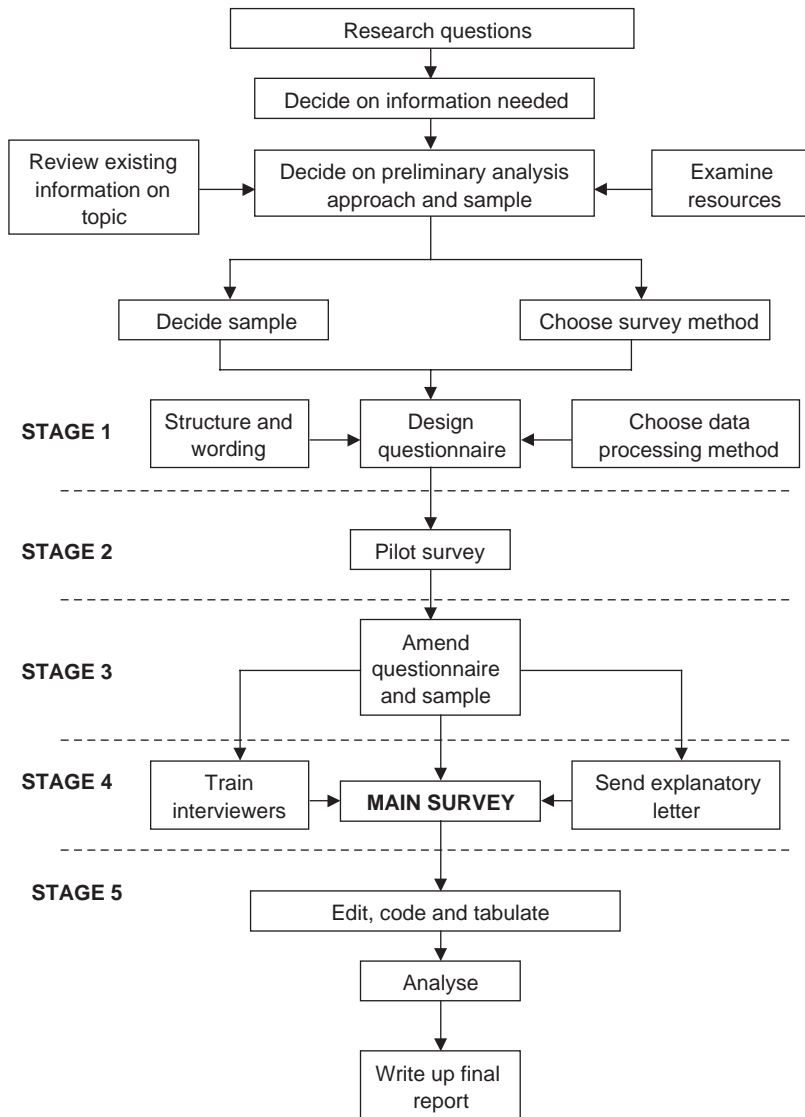 Research questions
Decide on information needed
Review existing
information on
topic
Decide on preliminary analysis
approach and sample
Examine
resources
Decide sample
Choose survey method
STAGE 1
Structure and
wording
Design
questionnaire
Choose data
processing method
STAGE 2
Pilot survey
STAGE 3
Amend
questionnaire
and sample
STAGE 4
Train
interviewers
MAIN SURVEY
Send explanatory
letter
STAGE 5
Edit, code and tabulate
Analyse
Write up final
report